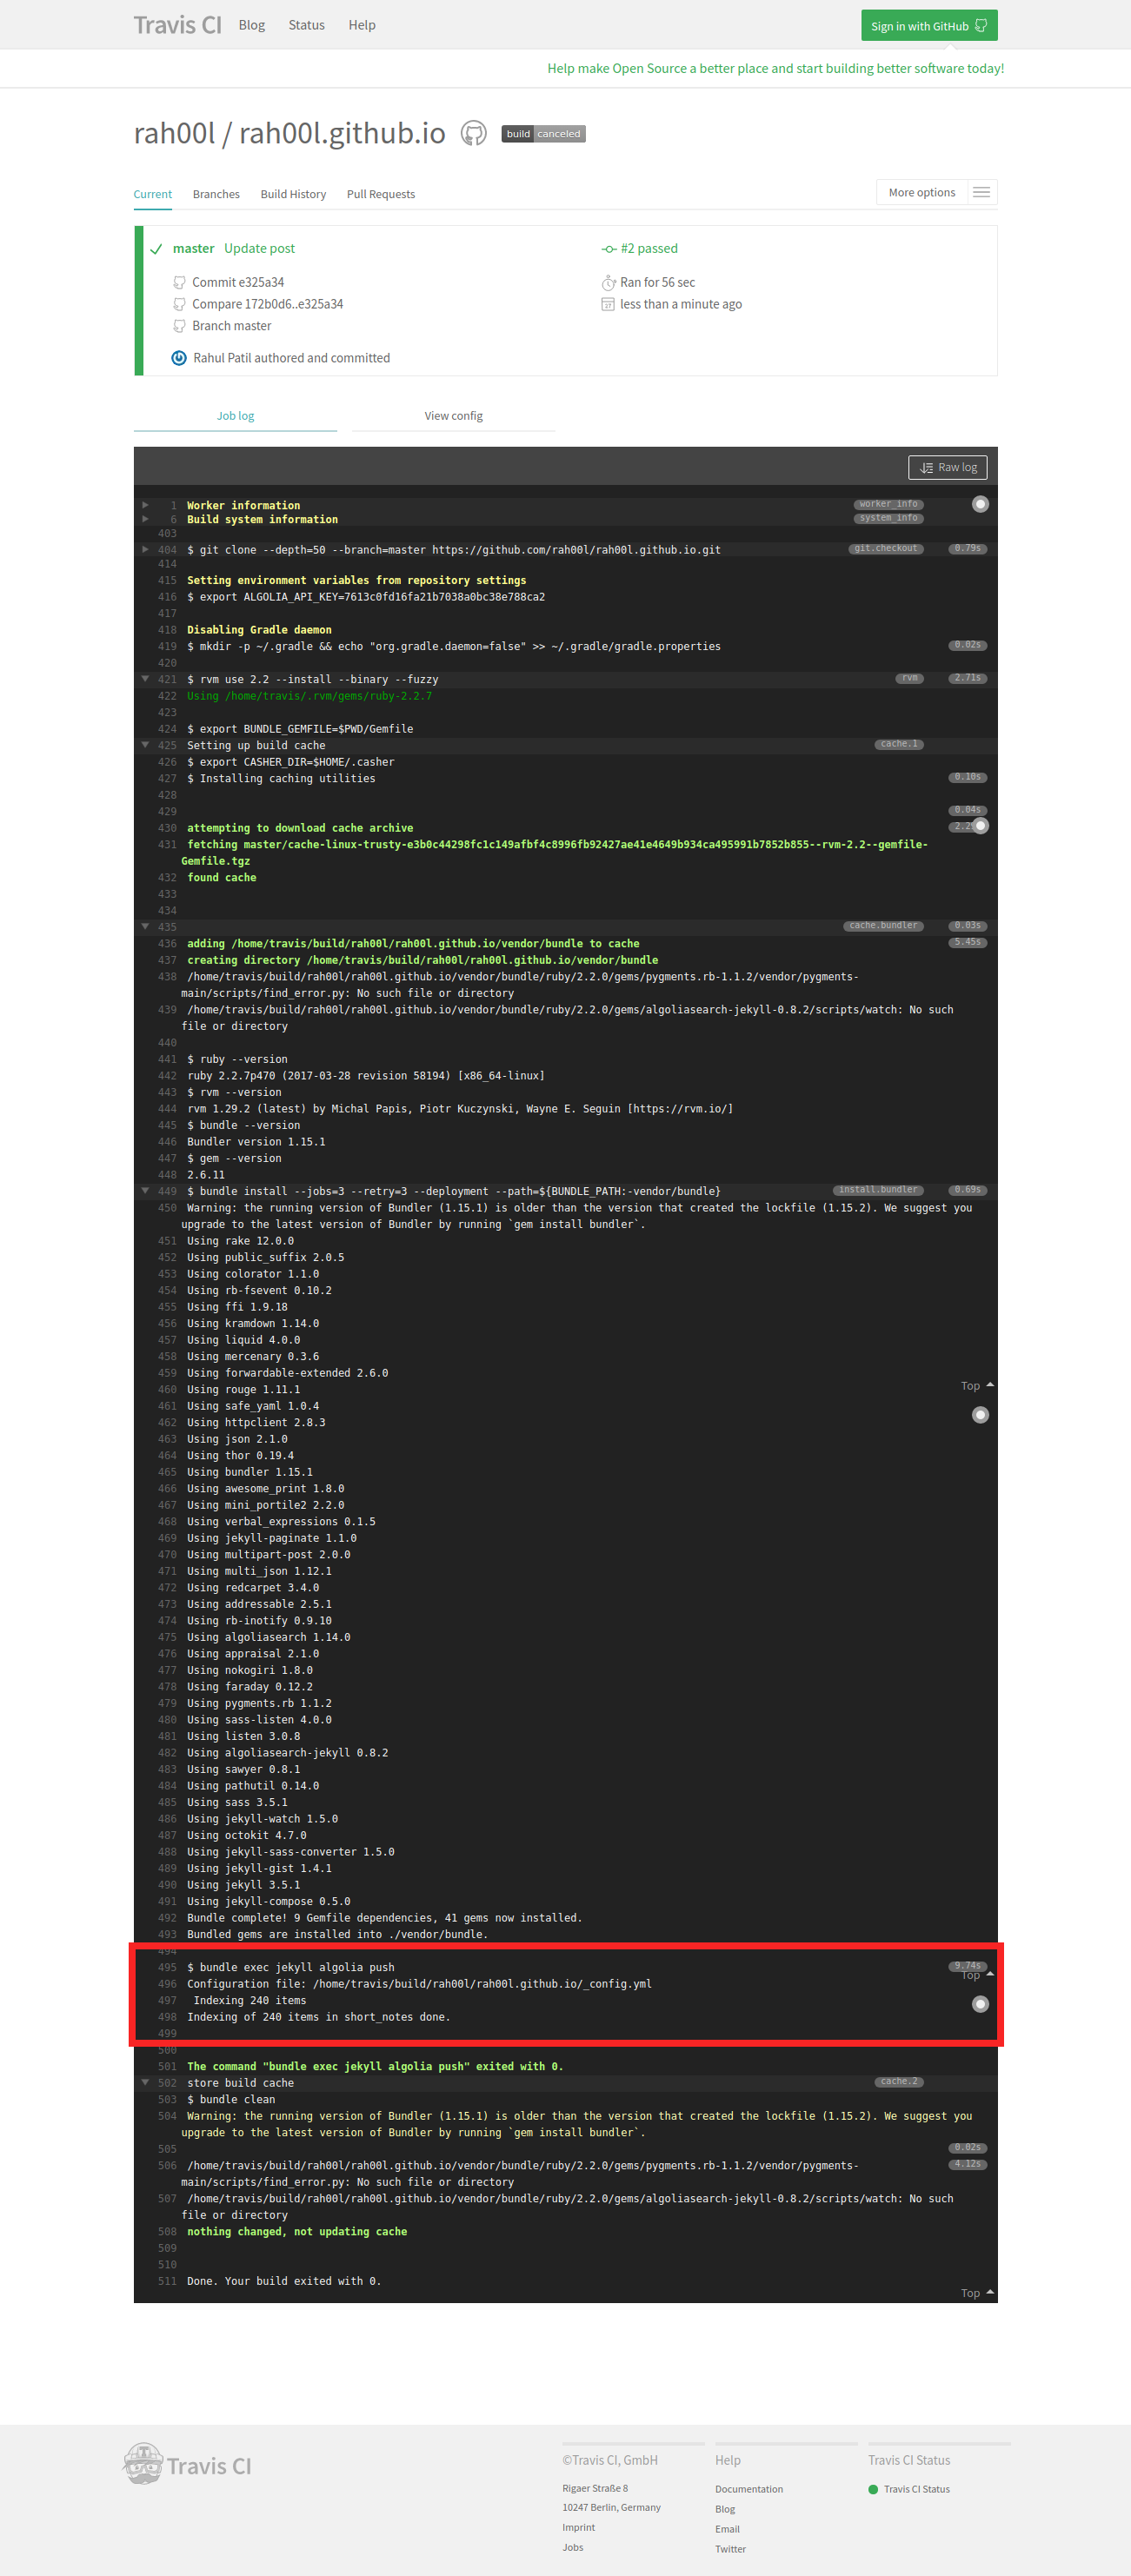 Travis CI Blog Status Help Sign in with GitHub
Help make Open Source a better place and start building better software today!
rah00l / rah00l.github.io build canceled
Current Branches Build History Pull Requests More options
master Update post #2 passed
Commit e325a34 Ran for 56 sec
Compare 172b0d6..e325a34 less than a minute ago
Branch master
Rahul Patil authored and committed
Job log View config
Raw log
1 Worker information worker_info
6 Build system information system_info
403
404 $ git clone --depth=50 --branch=master https://github.com/rah00l/rah00l.github.io.git git.checkout 0.79s
414
415 Setting environment variables from repository settings
416 $ export ALGOLIA_API_KEY=7613c0fd16fa21b7038a0bc38e788ca2
417
418 Disabling Gradle daemon
419 $ mkdir -p ~/.gradle && echo "org.gradle.daemon=false" >> ~/.gradle/gradle.properties 0.02s
420
421 $ rvm use 2.2 --install --binary --fuzzy rvm 2.71s
422 Using /home/travis/.rvm/gems/ruby-2.2.7
423
424 $ export BUNDLE_GEMFILE=$PWD/Gemfile
425 Setting up build cache cache.1
426 $ export CASHER_DIR=$HOME/.casher
427 $ Installing caching utilities 0.10s
428
429 0.04s
430 attempting to download cache archive
431 fetching master/cache-linux-trusty-e3b0c44298fc1c149afbf4c8996fb92427ae41e4649b934ca495991b7852b855--rvm-2.2--gemfile-
Gemfile.tgz
432 found cache
433
434
435 cache.bundler 0.03s
436 adding /home/travis/build/rah00l/rah00l.github.io/vendor/bundle to cache 5.45s
437 creating directory /home/travis/build/rah00l/rah00l.github.io/vendor/bundle
438 /home/travis/build/rah00l/rah00l.github.io/vendor/bundle/ruby/2.2.0/gems/pygments.rb-1.1.2/vendor/pygments-
main/scripts/find_error.py: No such file or directory
439 /home/travis/build/rah00l/rah00l.github.io/vendor/bundle/ruby/2.2.0/gems/algoliasearch-jekyll-0.8.2/scripts/watch: No such
file or directory
440
441 $ ruby --version
442 ruby 2.2.7p470 (2017-03-28 revision 58194) [x86_64-linux]
443 $ rvm --version
444 rvm 1.29.2 (latest) by Michal Papis, Piotr Kuczynski, Wayne E. Seguin [https://rvm.io/]
445 $ bundle --version
446 Bundler version 1.15.1
447 $ gem --version
448 2.6.11
449 $ bundle install --jobs=3 --retry=3 --deployment --path=${BUNDLE_PATH:-vendor/bundle} install.bundler 0.69s
450 Warning: the running version of Bundler (1.15.1) is older than the version that created the lockfile (1.15.2). We suggest you
upgrade to the latest version of Bundler by running `gem install bundler`.
451 Using rake 12.0.0
452 Using public_suffix 2.0.5
453 Using colorator 1.1.0
454 Using rb-fsevent 0.10.2
455 Using ffi 1.9.18
456 Using kramdown 1.14.0
457 Using liquid 4.0.0
458 Using mercenary 0.3.6
459 Using forwardable-extended 2.6.0
460 Using rouge 1.11.1 Top
461 Using safe_yaml 1.0.4
462 Using httpclient 2.8.3
463 Using json 2.1.0
464 Using thor 0.19.4
465 Using bundler 1.15.1
466 Using awesome_print 1.8.0
467 Using mini_portile2 2.2.0
468 Using verbal_expressions 0.1.5
469 Using jekyll-paginate 1.1.0
470 Using multipart-post 2.0.0
471 Using multi_json 1.12.1
472 Using redcarpet 3.4.0
473 Using addressable 2.5.1
474 Using rb-inotify 0.9.10
475 Using algoliasearch 1.14.0
476 Using appraisal 2.1.0
477 Using nokogiri 1.8.0
478 Using faraday 0.12.2
479 Using pygments.rb 1.1.2
480 Using sass-listen 4.0.0
481 Using listen 3.0.8
482 Using algoliasearch-jekyll 0.8.2
483 Using sawyer 0.8.1
484 Using pathutil 0.14.0
485 Using sass 3.5.1
486 Using jekyll-watch 1.5.0
487 Using octokit 4.7.0
488 Using jekyll-sass-converter 1.5.0
489 Using jekyll-gist 1.4.1
490 Using jekyll 3.5.1
491 Using jekyll-compose 0.5.0
492 Bundle complete! 9 Gemfile dependencies, 41 gems now installed.
493 Bundled gems are installed into ./vendor/bundle.
494
495 $ bundle exec jekyll algolia push 9.74s
496 Configuration file: /home/travis/build/rah00l/rah00l.github.io/_config.yml Top
497 Indexing 240 items
498 Indexing of 240 items in short_notes done.
499
500
501 The command "bundle exec jekyll algolia push" exited with 0.
502 store build cache cache.2
503 $ bundle clean
504 Warning: the running version of Bundler (1.15.1) is older than the version that created the lockfile (1.15.2). We suggest you
upgrade to the latest version of Bundler by running `gem install bundler`.
505 0.02s
506 /home/travis/build/rah00l/rah00l.github.io/vendor/bundle/ruby/2.2.0/gems/pygments.rb-1.1.2/vendor/pygments- 4.12s
main/scripts/find_error.py: No such file or directory
507 /home/travis/build/rah00l/rah00l.github.io/vendor/bundle/ruby/2.2.0/gems/algoliasearch-jekyll-0.8.2/scripts/watch: No such
file or directory
508 nothing changed, not updating cache
509
510
511 Done. Your build exited with 0.
Top
Travis CI
©Travis CI, GmbH
Rigaer Straße 8
10247 Berlin, Germany
Imprint
Jobs
Help
Documentation
Blog
Email
Twitter
Travis CI Status
Travis CI Status